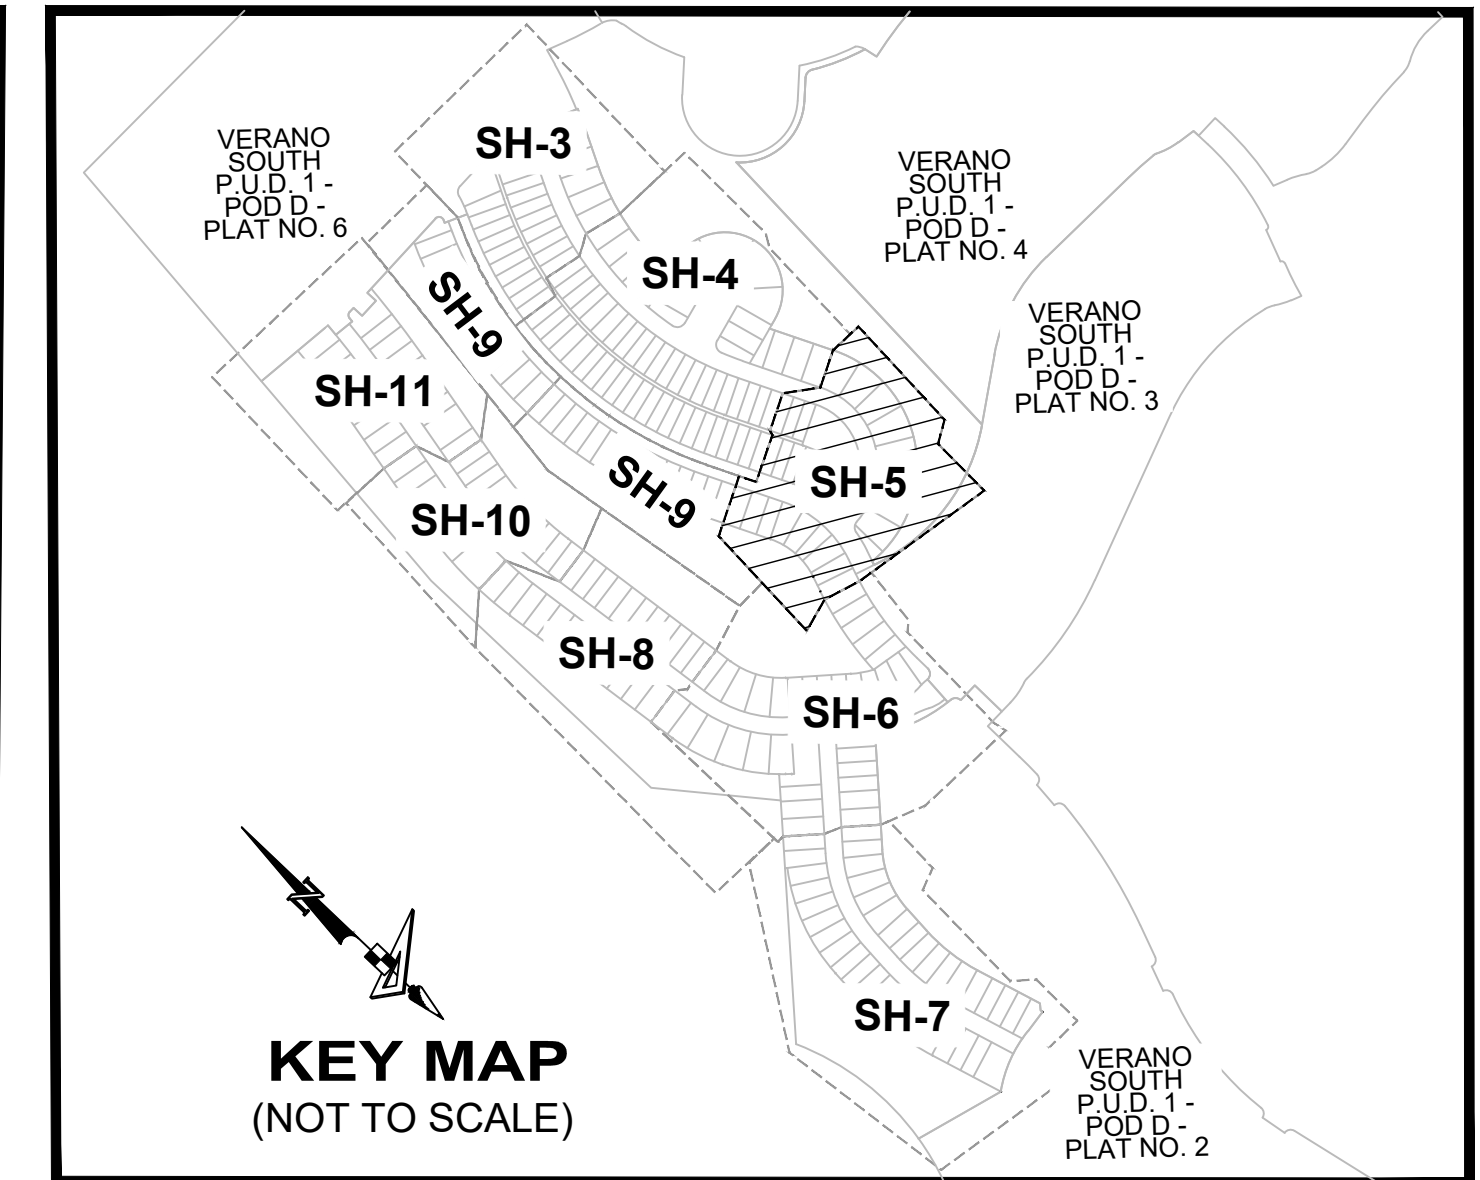 VERANO
SOUTH
P.U.D. 1 -
POD D -
PLAT NO. 6
SH-3
VERANO
SOUTH
P.U.D. 1 -
POD D -
PLAT NO. 4
SH-4
SH-9
VERANO
SOUTH
P.U.D. 1 -
POD D -
PLAT NO. 3
SH-11
SH-9
SH-5
SH-10
SH-8
SH-6
N
SH-7
KEY MAP
(NOT TO SCALE)
VERANO
SOUTH
P.U.D. 1 -
POD D -
PLAT NO. 2